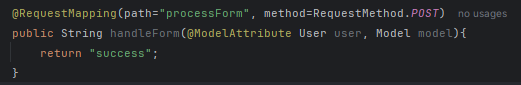 @RequestMapping(path="processForm", method=RequestMethod.POST) no usages
public String handleForm(@ModelAttribute User user, Model model){
    return "success";
}